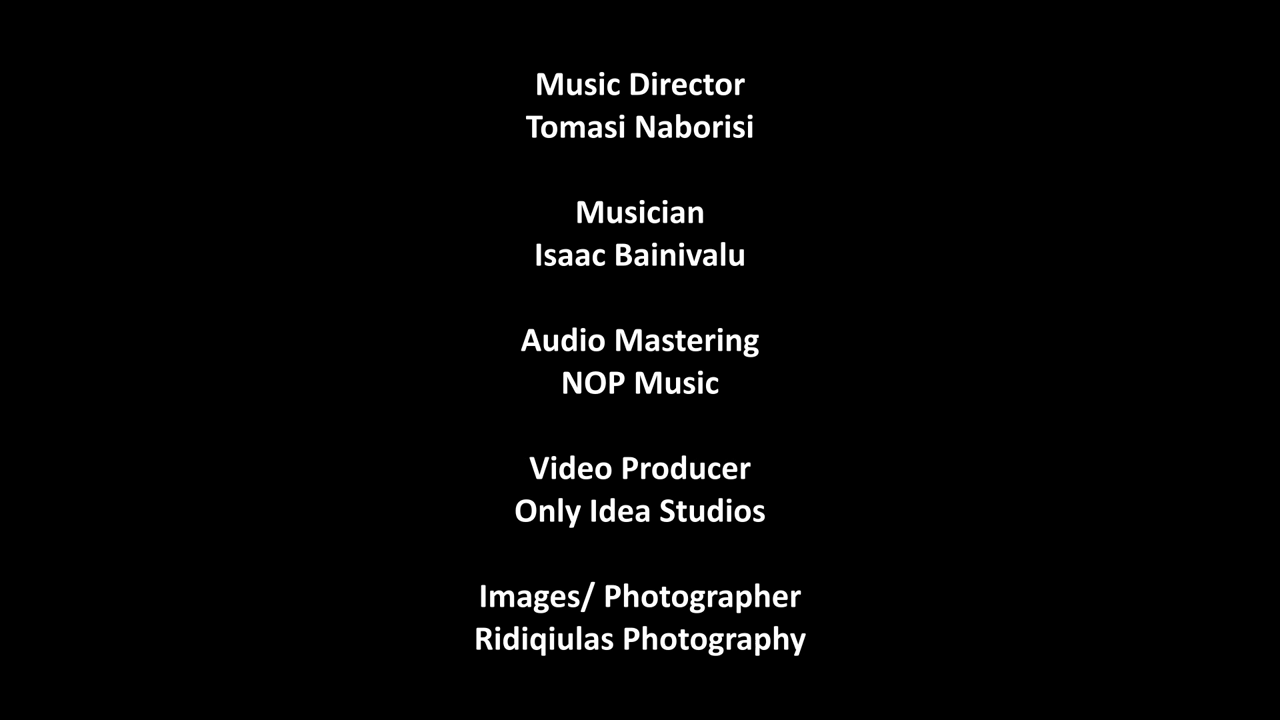 Music Director
Tomasi Naborisi
Musician
Isaac Bainivalu
Audio Mastering
NOP Music
Video Producer
Only Idea Studios
Images/ Photographer
Ridiqiulas Photography